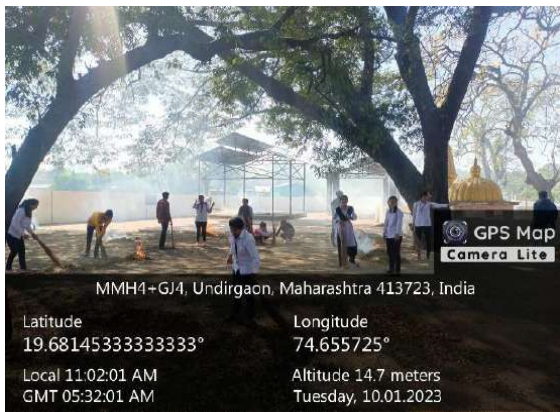 GPS Map
Camera Lite
MMH4+GJ4, Undirgaon, Maharashtra 413723, India
Latitude
19.68145333333333°
Longitude
74.655725°
Local 11:02:01 AM
GMT 05:32:01 AM
Altitude 14.7 meters
Tuesday, 10.01.2023